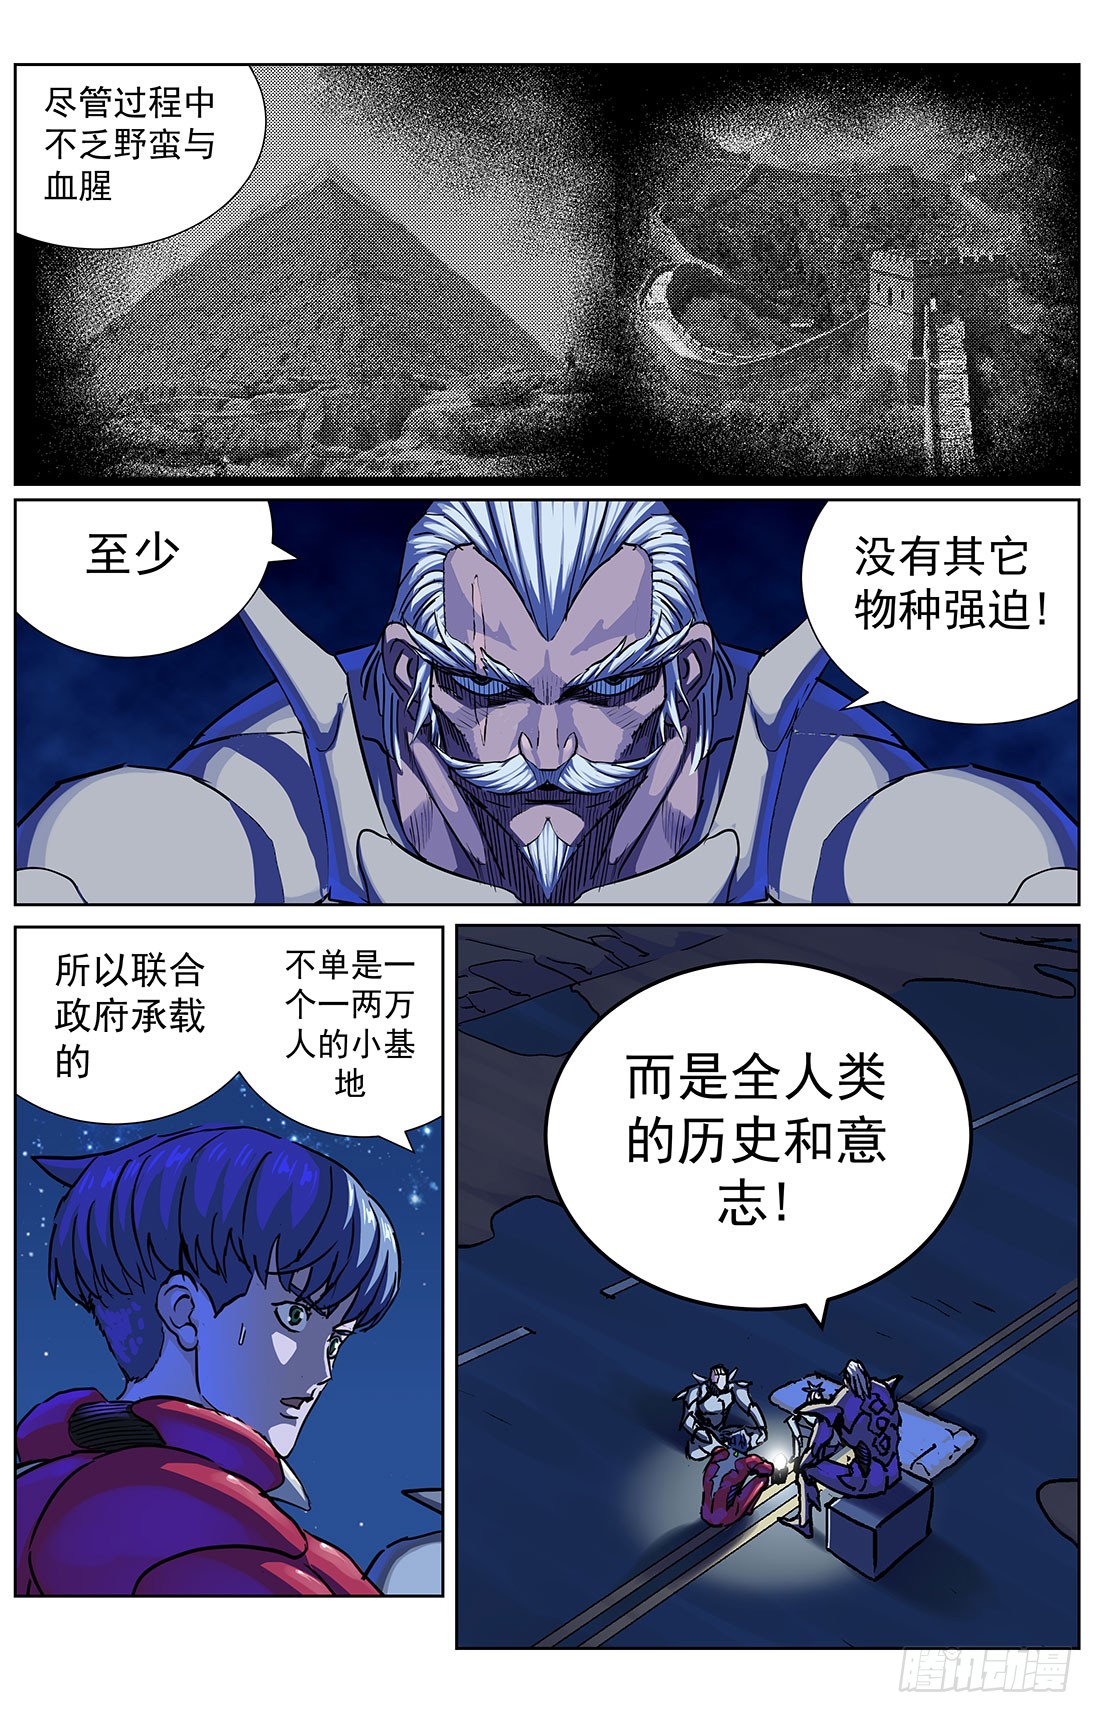 尽管过程中
不乏野蛮与
血腥
至少
没有其它
物种强迫!
所以联合
政府承载
的
不单是一
个一两万
人的小基
地
而是全人类
的历史和意
志!
腾讯动漫